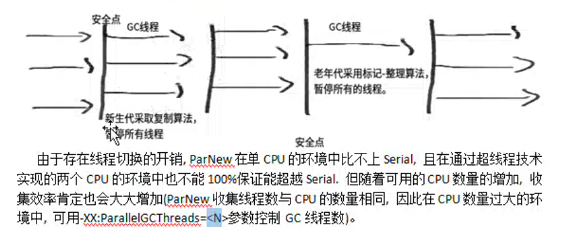 安全点
GC线程
GC线程
老年代采用标记-整理算法，
暂停所有的线程。
新生代采取复制算法，
暂停所有线程
安全点
由于存在线程切换的开销, ParNew 在单 CPU 的环境中比不上 Serial, 且在通过超线程技术
实现的两个 CPU 的环境中也不能 100%保证能超越 Serial. 但随着可用的 CPU 数量的增加, 收
集效率肯定也会大大增加(ParNew 收集线程数与 CPU 的数量相同, 因此在 CPU 数量过大的环
境中, 可用-XX:ParallelGCThreads=<N>参数控制 GC 线程数)。